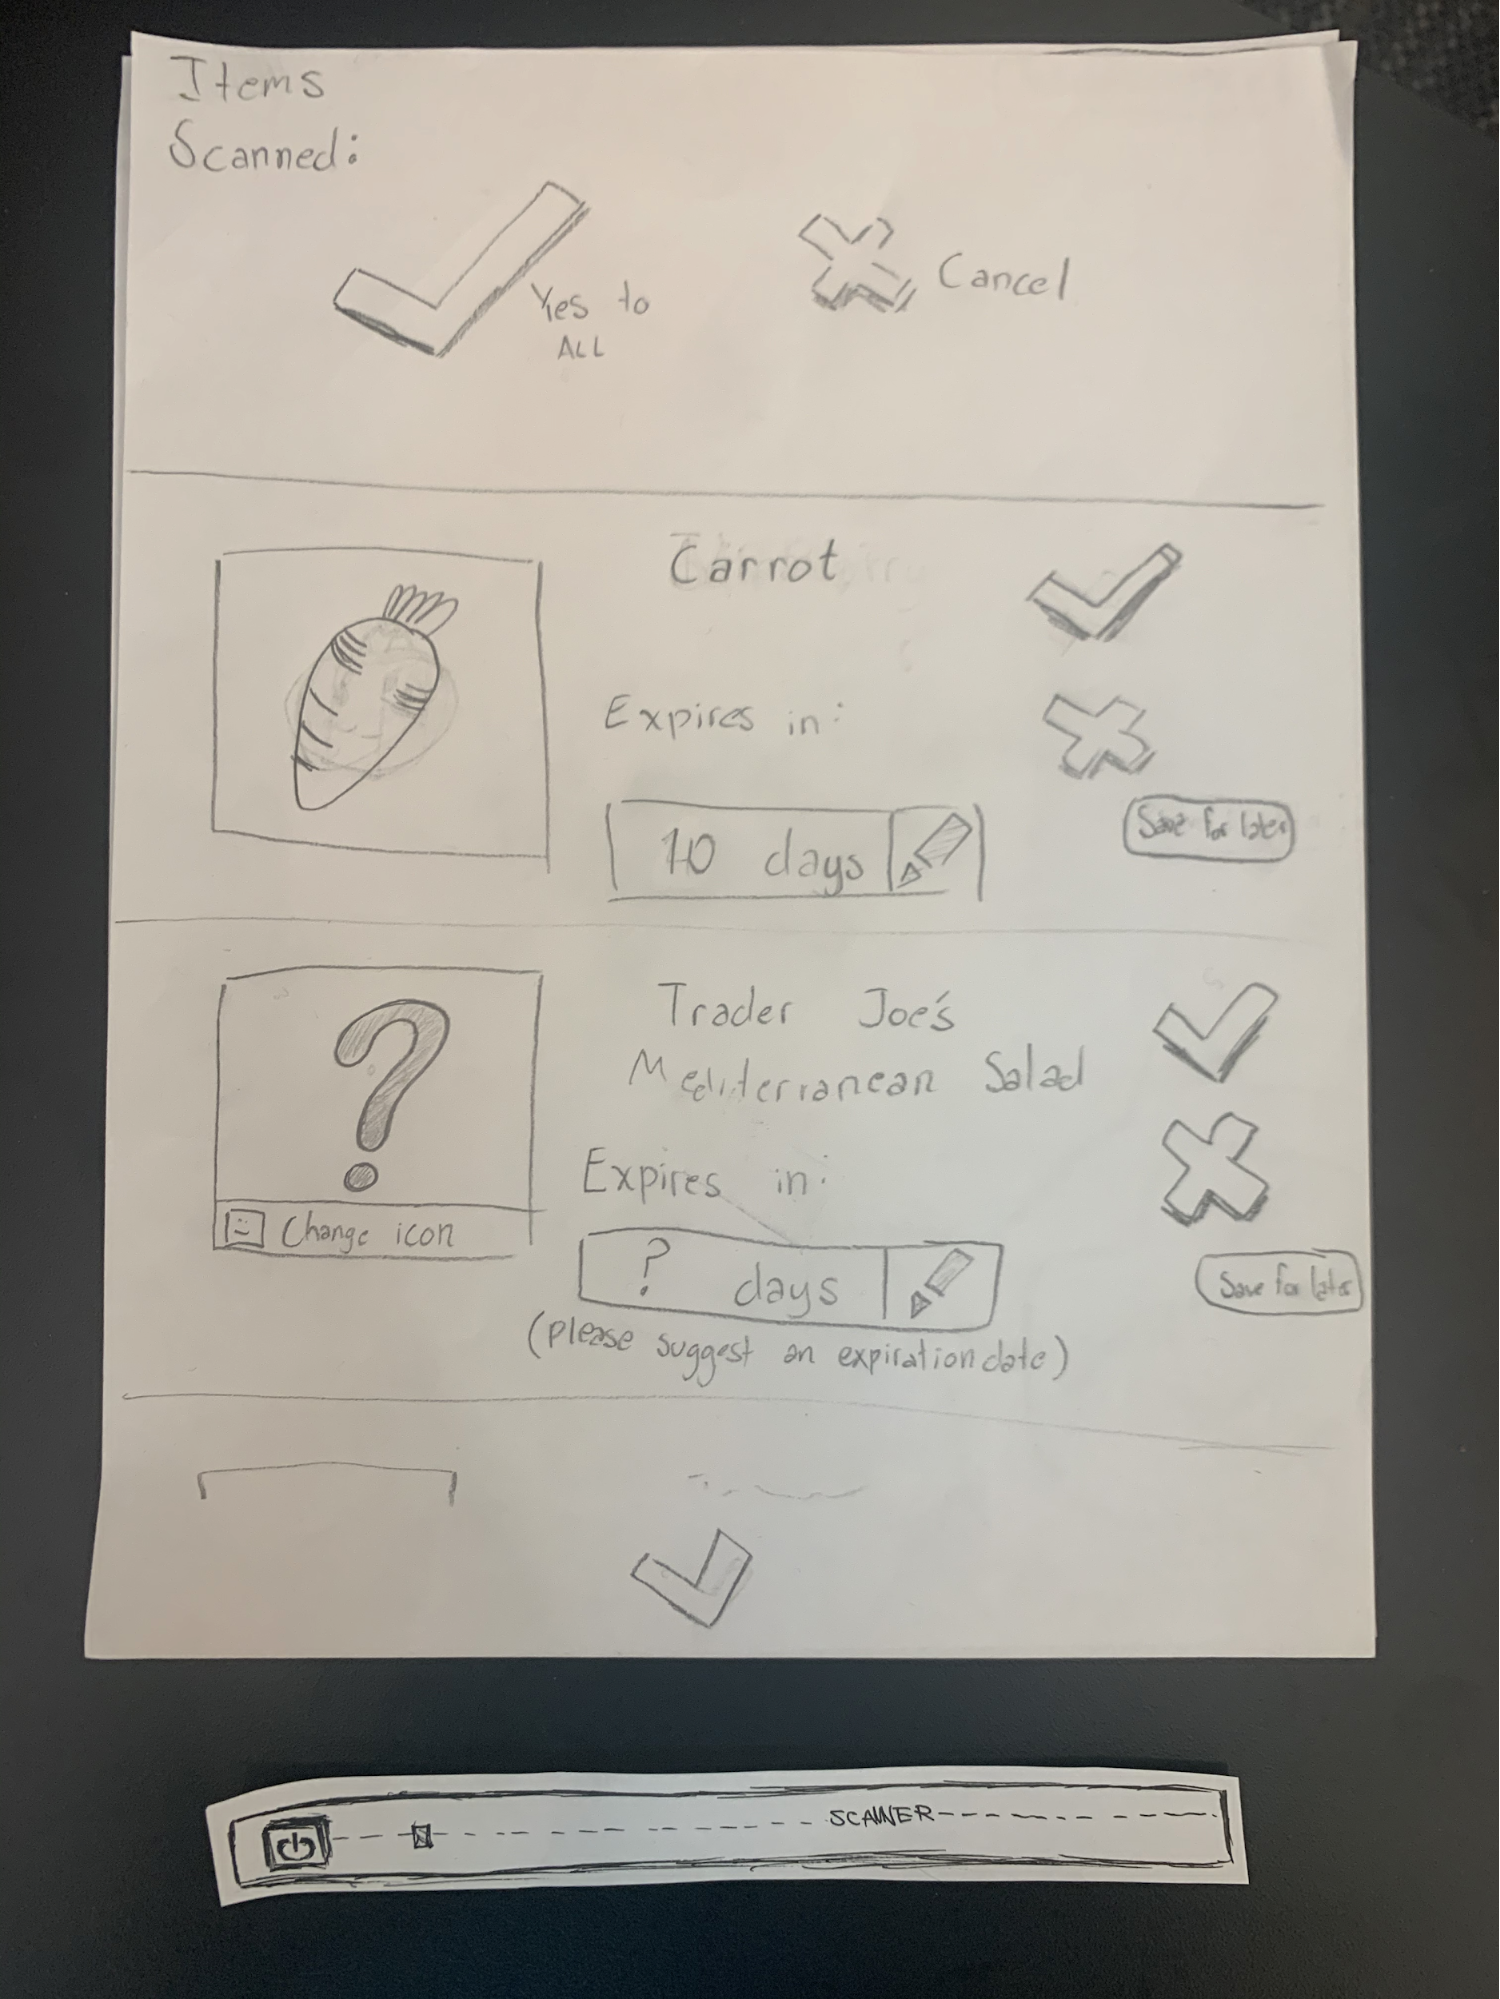 Items
Scanned:
Yes to
ALL
Cancel
Carrot
Expires in:
10 days
Save for later
Trader Joe's
Mediterranean Salad
Expires in:
? days
(please suggest an expiration date)
Save for later
?
Change icon
SCANNER